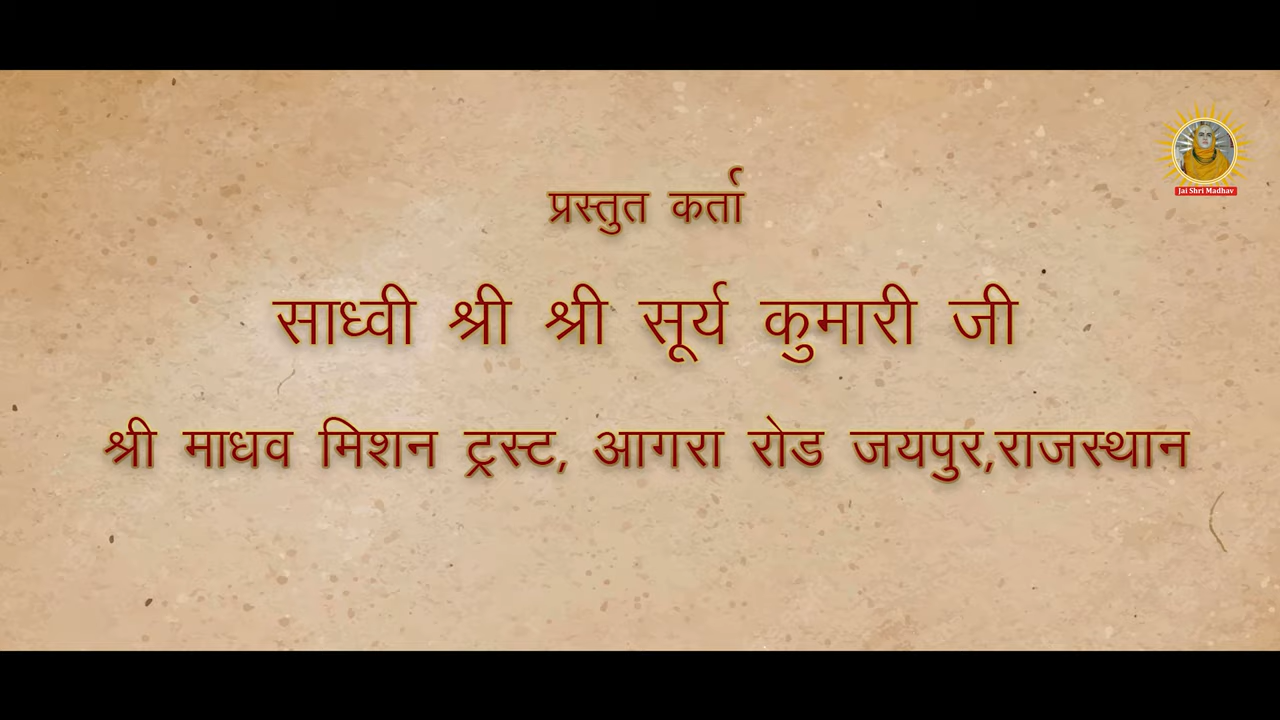 Jai Shri Madhav
प्रस्तुत कर्ता
साध्वी श्री श्री सूर्य कुमारी जी
श्री माधव मिशन ट्रस्ट, आगरा रोड जयपुर,राजस्थान